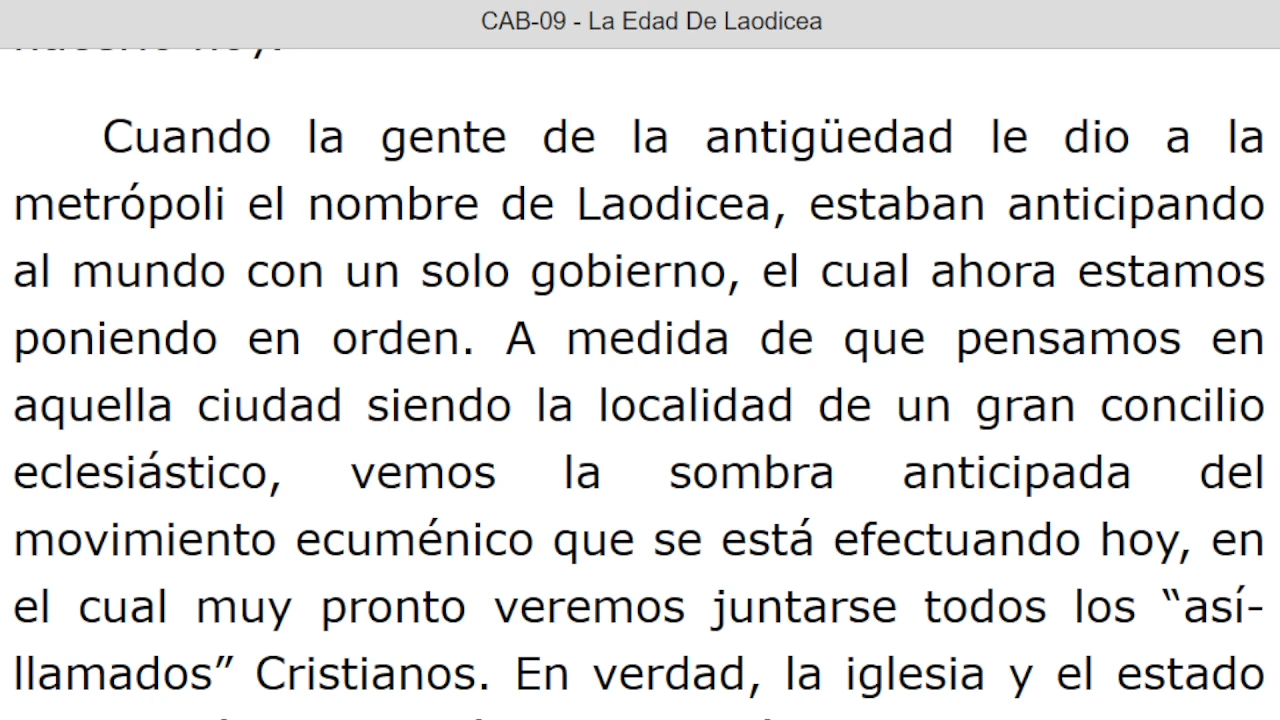 CAB-09 - La Edad De Laodicea
Cuando la gente de la antigüedad le dio a la
metrópoli el nombre de Laodicea, estaban anticipando
al mundo con un solo gobierno, el cual ahora estamos
poniendo en orden. A medida de que pensamos en
aquella ciudad siendo la localidad de un gran concilio
eclesiástico, vemos la sombra anticipada del
movimiento ecuménico que se está efectuando hoy, en
el cual muy pronto veremos juntarse todos los “así-
llamados” Cristianos. En verdad, la iglesia y el estado